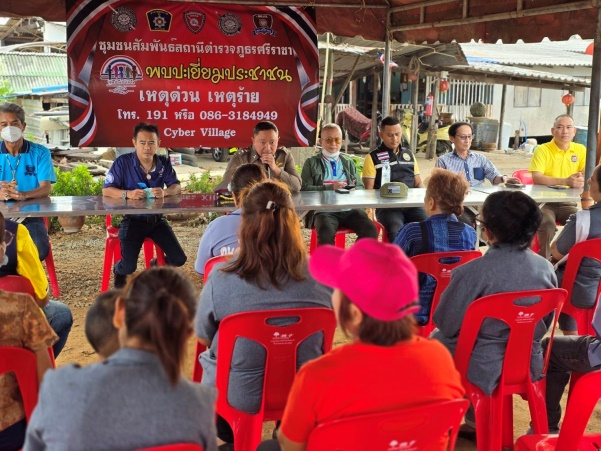 ชุมชนสัมพันธ์สถานีตำรวจภูธรศรีราชา
พบปะเยี่ยมประชาชน
เหตุด่วน เหตุร้าย
โทร. 191 หรือ 086-3184949
Cyber Village